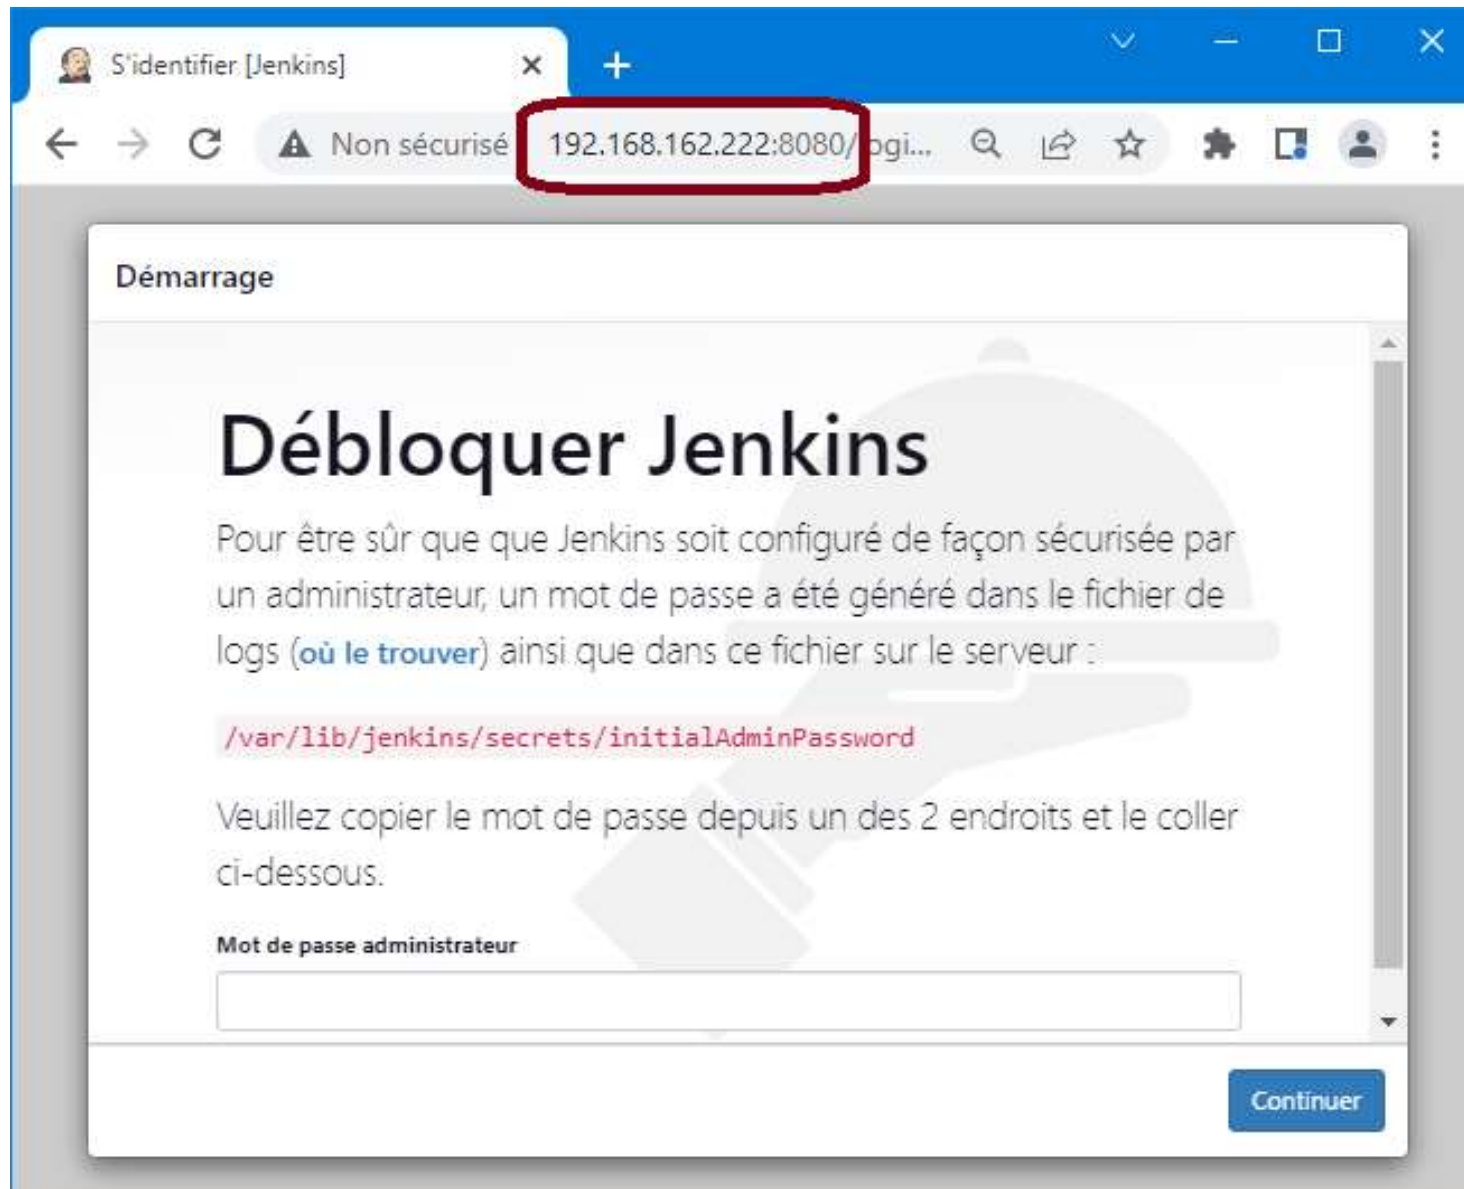 S'identifier [Jenkins]
Non sécurisé 192.168.162.222:8080/logi...
Démarrage
Débloquer Jenkins
Pour être sûr que que Jenkins soit configuré de façon sécurisée par
un administrateur, un mot de passe a été généré dans le fichier de
logs (où le trouver) ainsi que dans ce fichier sur le serveur :
/var/lib/jenkins/secrets/initialAdminPassword
Veuillez copier le mot de passe depuis un des 2 endroits et le coller
ci-dessous.
Mot de passe administrateur
Continuer